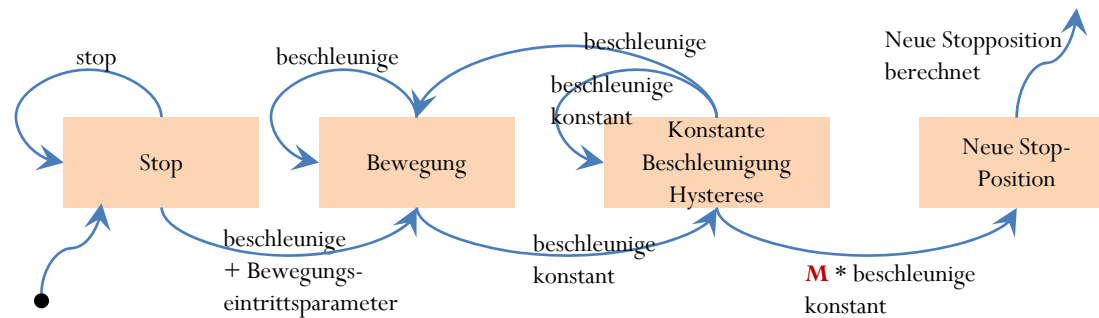 stop
beschleunige
beschleunige
Neue Stopposition
berechnet
beschleunige
konstant
Stop
Bewegung
Konstante
Beschleunigung
Hysterese
Neue Stop-
Position
beschleunige
+ Bewegungs-
eintrittsparameter
beschleunige
konstant
M * beschleunige
konstant